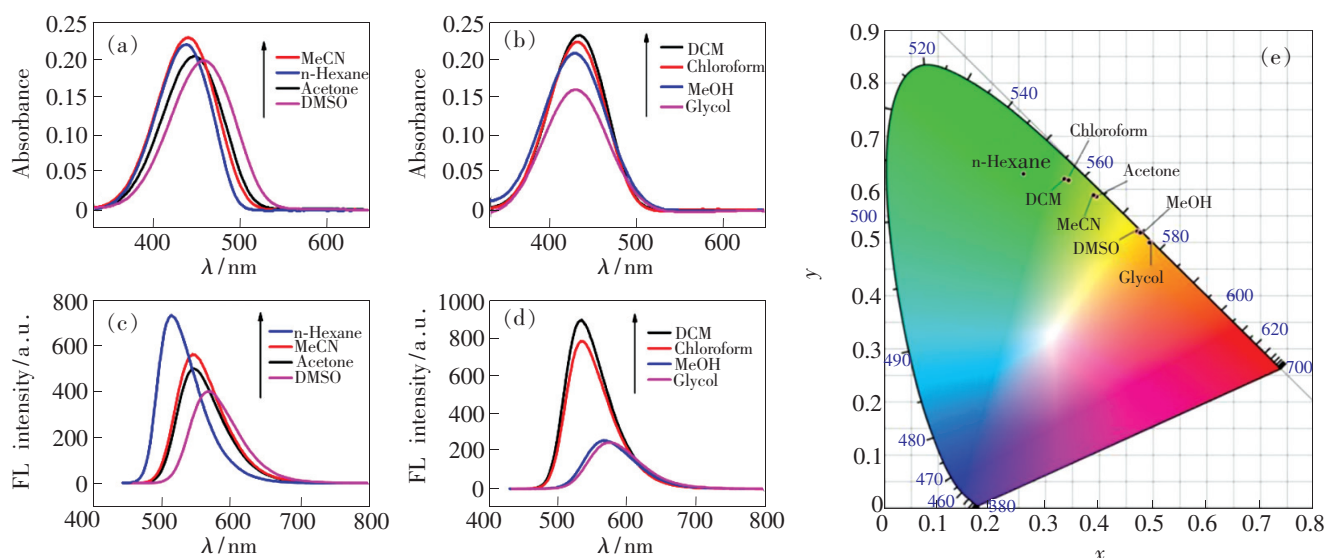 (a)
0.25
0.20
0.15
0.10
0.05
0
Absorbance
MeCN
n-Hexane
Acetone
DMSO
400 500 600
λ/nm
(b)
0.25
0.20
0.15
0.10
0.05
0
Absorbance
DCM
Chloroform
MeOH
Glycol
400 500 600
λ/nm
(c)
800
600
400
200
0
FL intensity/a.u.
n-Hexane
MeCN
Acetone
DMSO
400 500 600 700 800
λ/nm
(d)
1000
800
600
400
200
0
FL intensity/a.u.
DCM
Chloroform
MeOH
Glycol
400 500 600 700 800
λ/nm
(e)
0.9
0.8
0.7
0.6
0.5
0.4
0.3
0.2
0.1
0
y
520
540
Chloroform
560
n-Hexane
Acetone
DCM
MeOH
500
MeCN
DMSO
580
Glycol
600
620
490
700
480
470
460
380
0 0.1 0.2 0.3 0.4 0.5 0.6 0.7 0.8
x